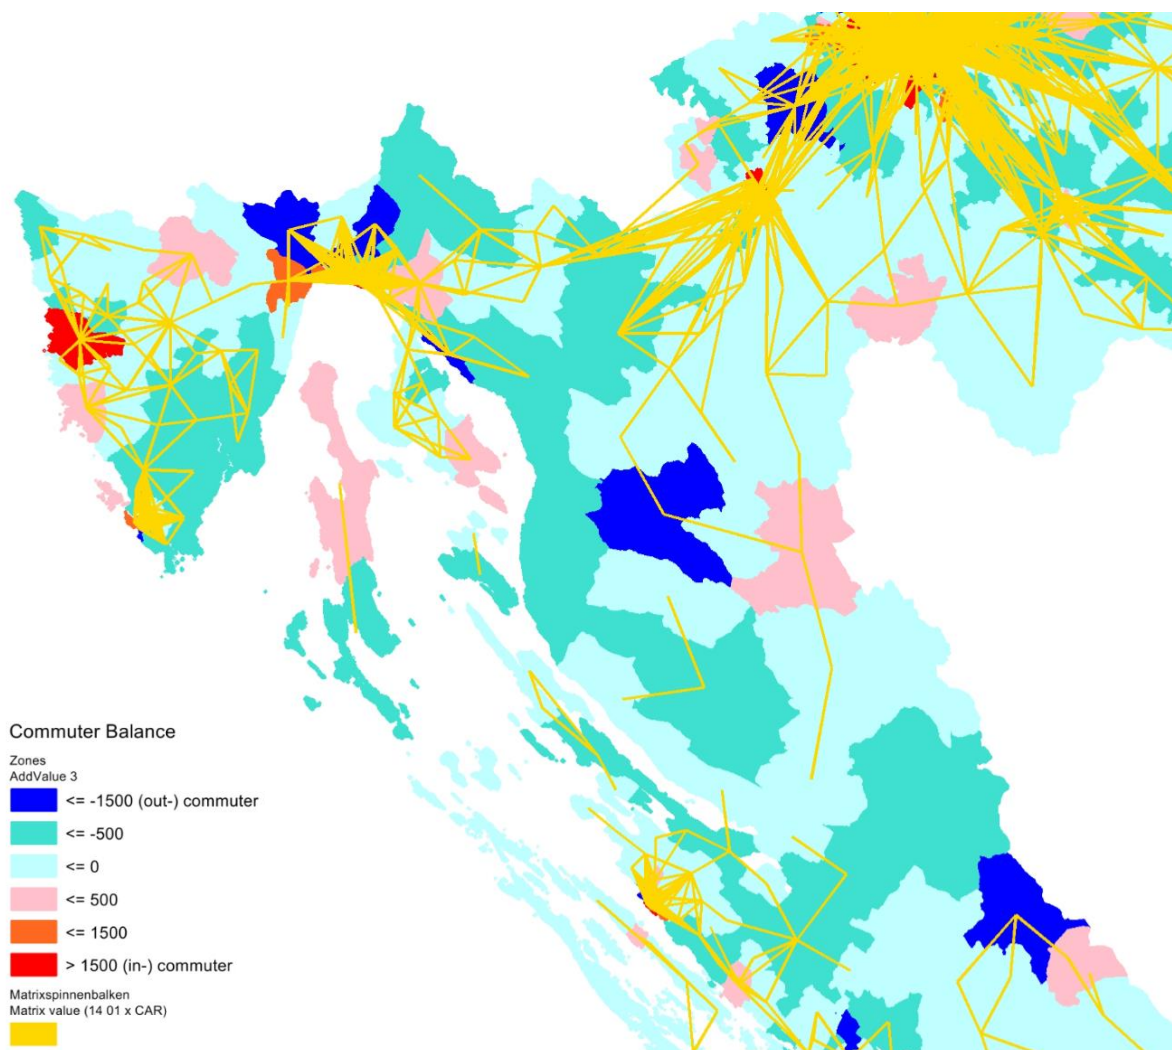 Commuter Balance
Zones
AddValue 3
<= -1500 (out-) commuter
<= -500
<= 0
<= 500
<= 1500
> 1500 (in-) commuter
Matrixspinnenbalken
Matrix value (14 01 x CAR)